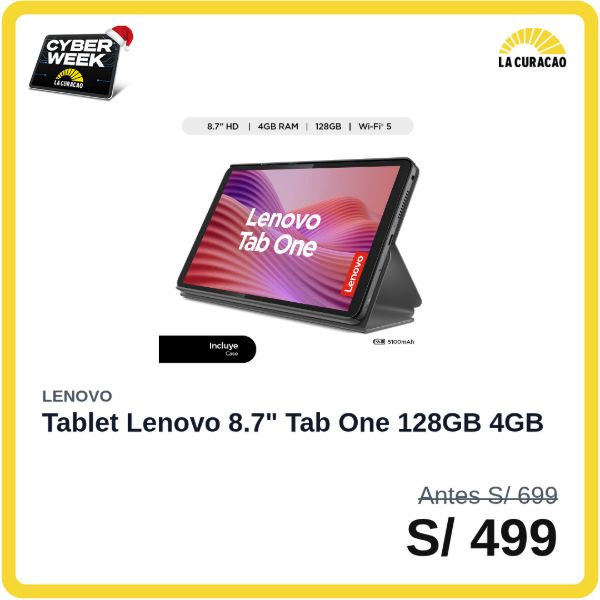 CYBER
WEEK
LA CURACAO
LA CURACAO
8.7" HD | 4GB RAM | 128GB | Wi-Fi® 5
Lenovo
Tab One
Lenovo
Incluye
Case
5100mAh
LENOVO
Tablet Lenovo 8.7" Tab One 128GB 4GB
Antes S/ 699
S/ 499